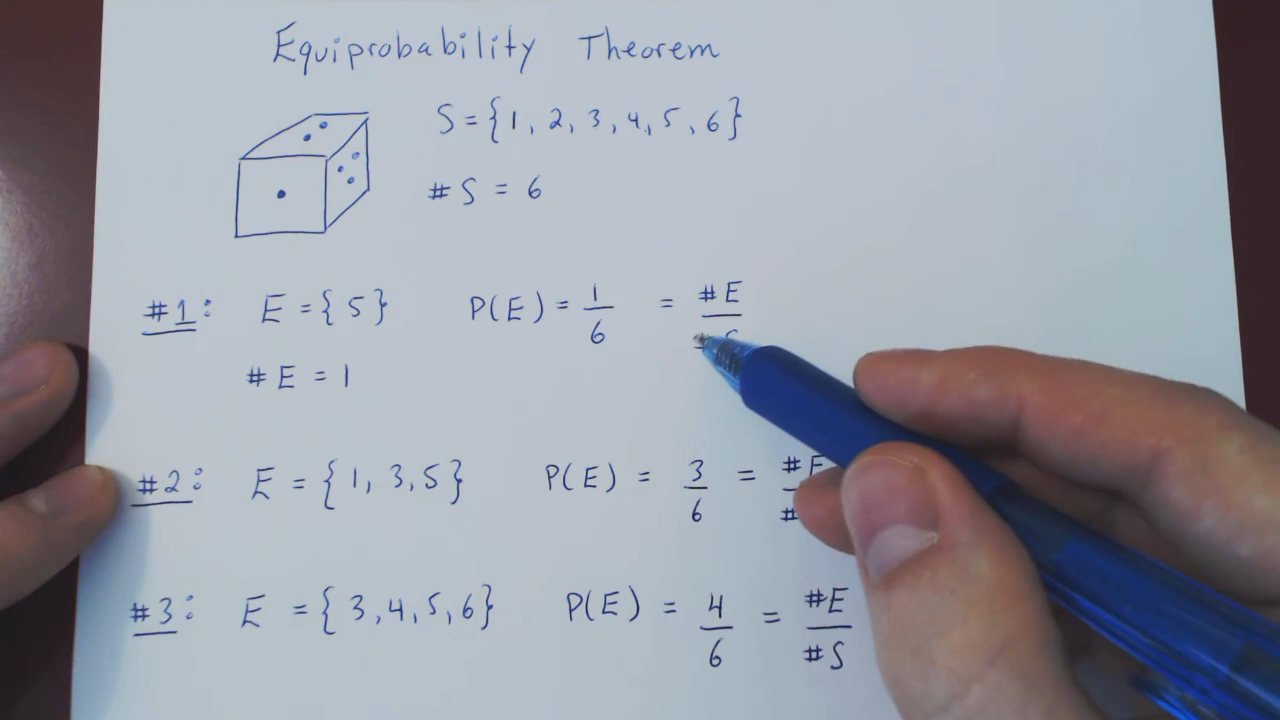 Equiprobability Theorem
S = {1, 2, 3, 4, 5, 6}
# S = 6
#1: E = {5} P(E) = 1/6 = #E/
# E = 1
#2: E = {1, 3, 5} P(E) = 3/6 =
#3: E = {3, 4, 5, 6} P(E) = 4/6 = #E/#S